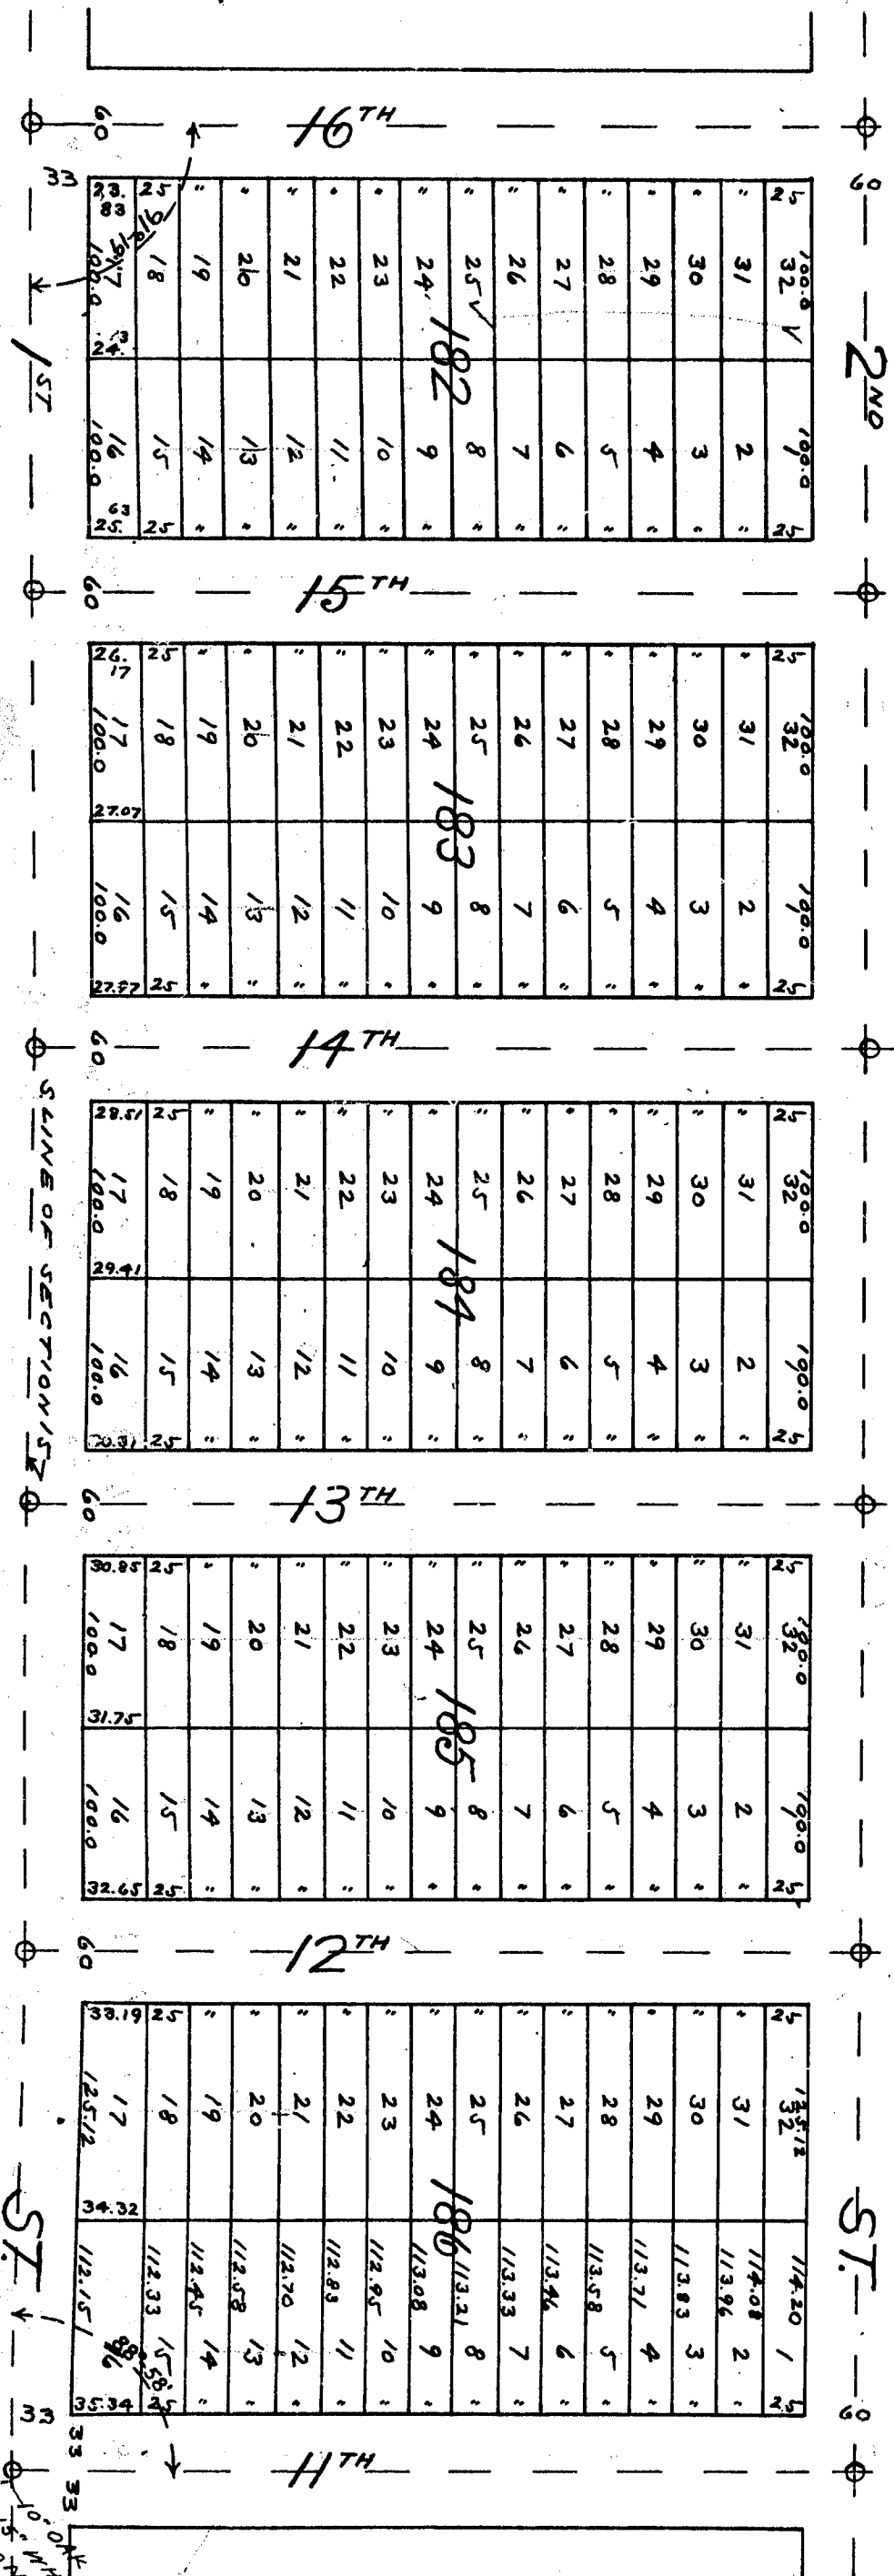 16TH
60
33
60
23.83 25 " " " " " " " " " " " " " 25
100.0 17 18 19 20 21 22 23 24 25 26 27 28 29 30 31 32 100.0
24.3
182
1ST
2ND
100.0 16 15 14 13 12 11 10 9 8 7 6 5 4 3 2 1 100.0
25.63 25 " " " " " " " " " " " " " 25
15TH
60
26.17 25 " " " " " " " " " " " " " 25
100.0 17 18 19 20 21 22 23 24 25 26 27 28 29 30 31 32 100.0
27.07
183
100.0 16 15 14 13 12 11 10 9 8 7 6 5 4 3 2 1 100.0
27.77 25 " " " " " " " " " " " " " 25
14TH
60
S LINE OF SECTION 15
28.51 25 " " " " " " " " " " " " " 25
100.0 17 18 19 20 21 22 23 24 25 26 27 28 29 30 31 32 100.0
29.41
184
100.0 16 15 14 13 12 11 10 9 8 7 6 5 4 3 2 1 100.0
25 " " " " " " " " " " " " " 25
13TH
60
30.85 25 " " " " " " " " " " " " " 25
100.0 17 18 19 20 21 22 23 24 25 26 27 28 29 30 31 32 100.0
31.75
185
100.0 16 15 14 13 12 11 10 9 8 7 6 5 4 3 2 1 100.0
32.65 25 " " " " " " " " " " " " " 25
12TH
60
33.19 25 " " " " " " " " " " " " " 25
125.12 17 18 19 20 21 22 23 24 25 26 27 28 29 30 31 32 125.12
34.32
186
ST.
ST.
112.15 112.33 112.45 112.58 112.70 112.83 112.95 113.08 113.21 113.33 113.46 113.58 113.71 113.83 113.96 114.08 114.20
16 15 14 13 12 11 10 9 8 7 6 5 4 3 2 1
35.34 25 " " " " " " " " " " " " " 25
33
60
33 33
11TH